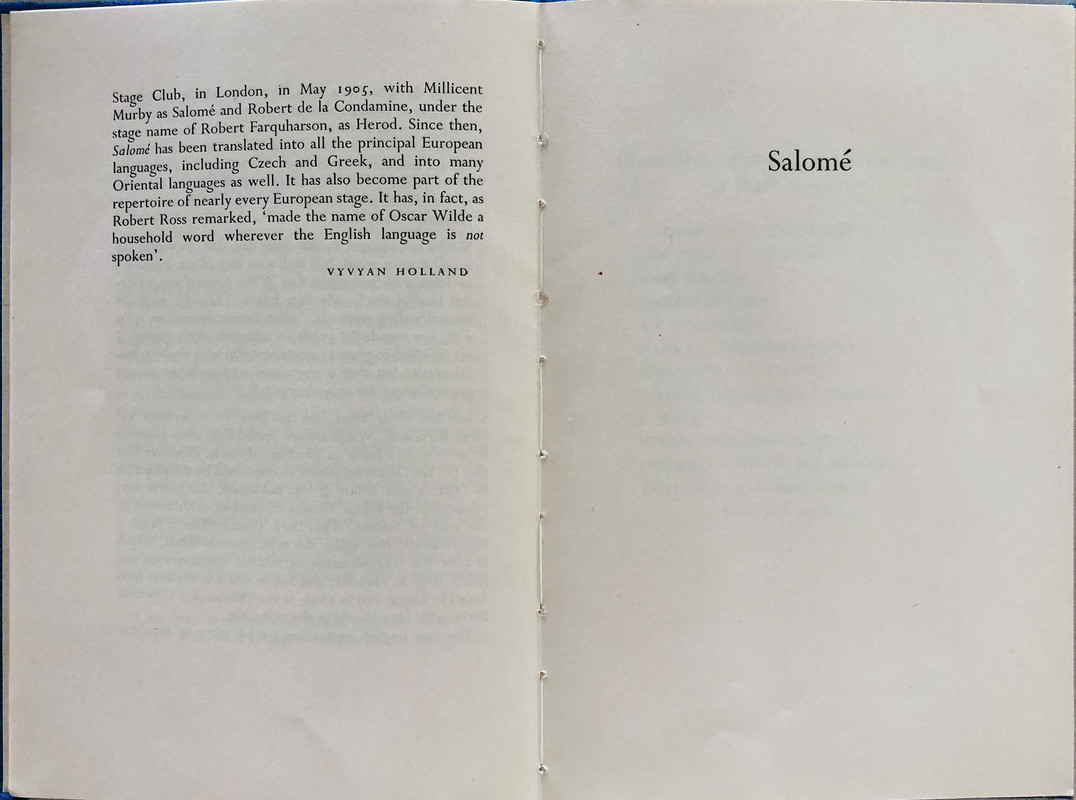 Stage Club, in London, in May 1905, with Millicent
Murby as Salomé and Robert de la Condamine, under the
stage name of Robert Farquharson, as Herod. Since then,
Salomé has been translated into all the principal European
languages, including Czech and Greek, and into many
Oriental languages as well. It has also become part of the
repertoire of nearly every European stage. It has, in fact, as
Robert Ross remarked, ‘made the name of Oscar Wilde a
household word wherever the English language is not
spoken’.
VYVYAN HOLLAND
Salomé